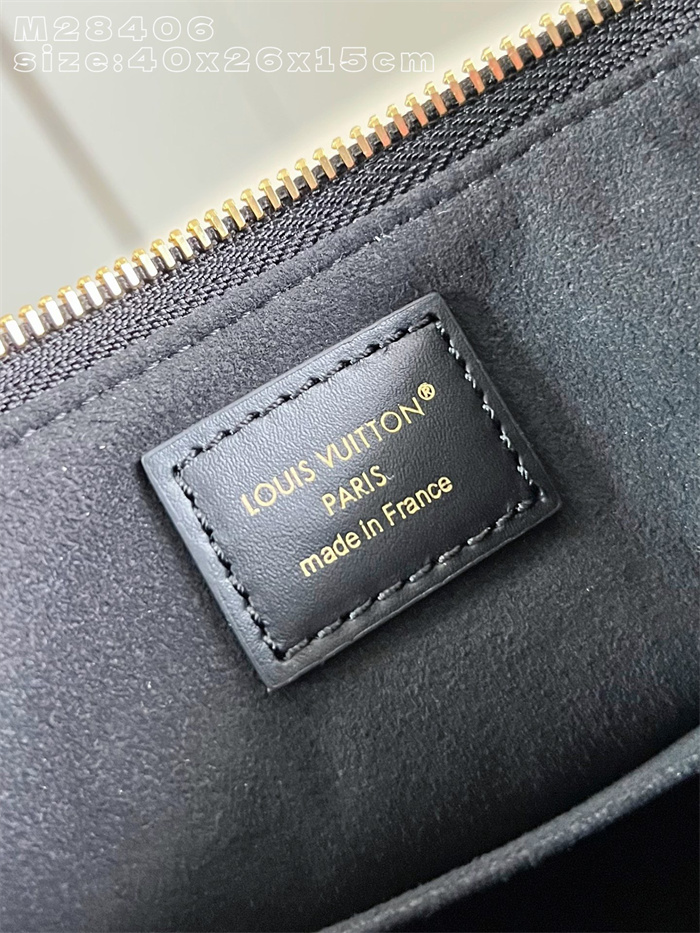 M28406
size:40x26x15cm
LOUIS VUITTON®
PARIS
made in France